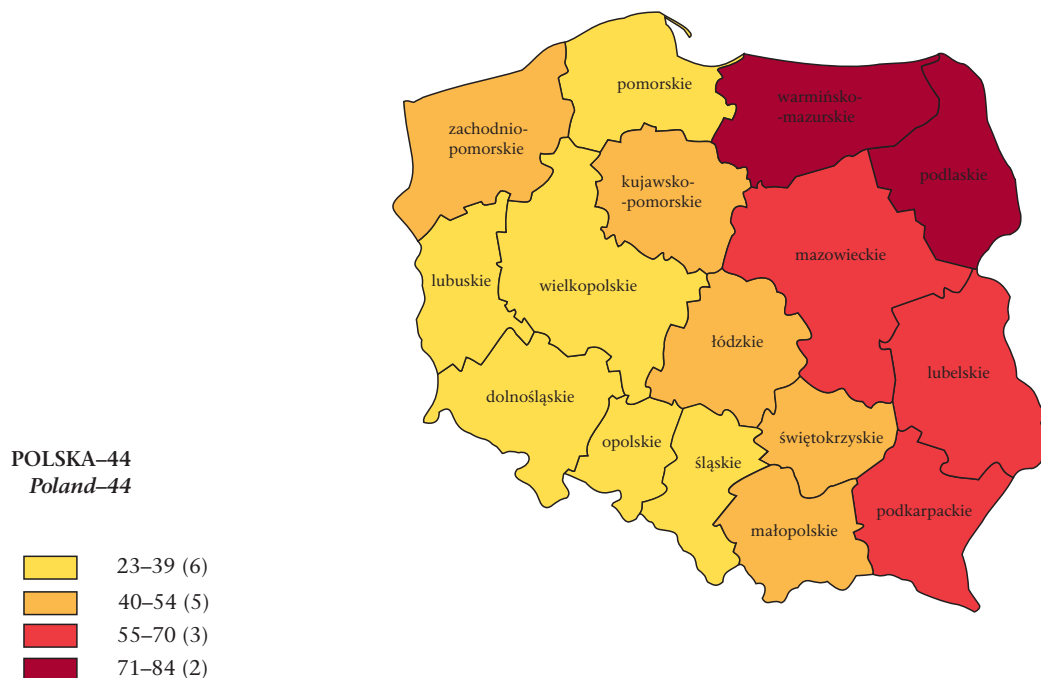 pomorskie
warmińsko-
-mazurskie
zachodnio-
pomorskie
podlaskie
kujawsko-
-pomorskie
mazowieckie
lubuskie
wielkopolskie
łódzkie
lubelskie
dolnośląskie
świętokrzyskie
opolskie
śląskie
podkarpackie
małopolskie
POLSKA–44
Poland–44
23–39 (6)
40–54 (5)
55–70 (3)
71–84 (2)